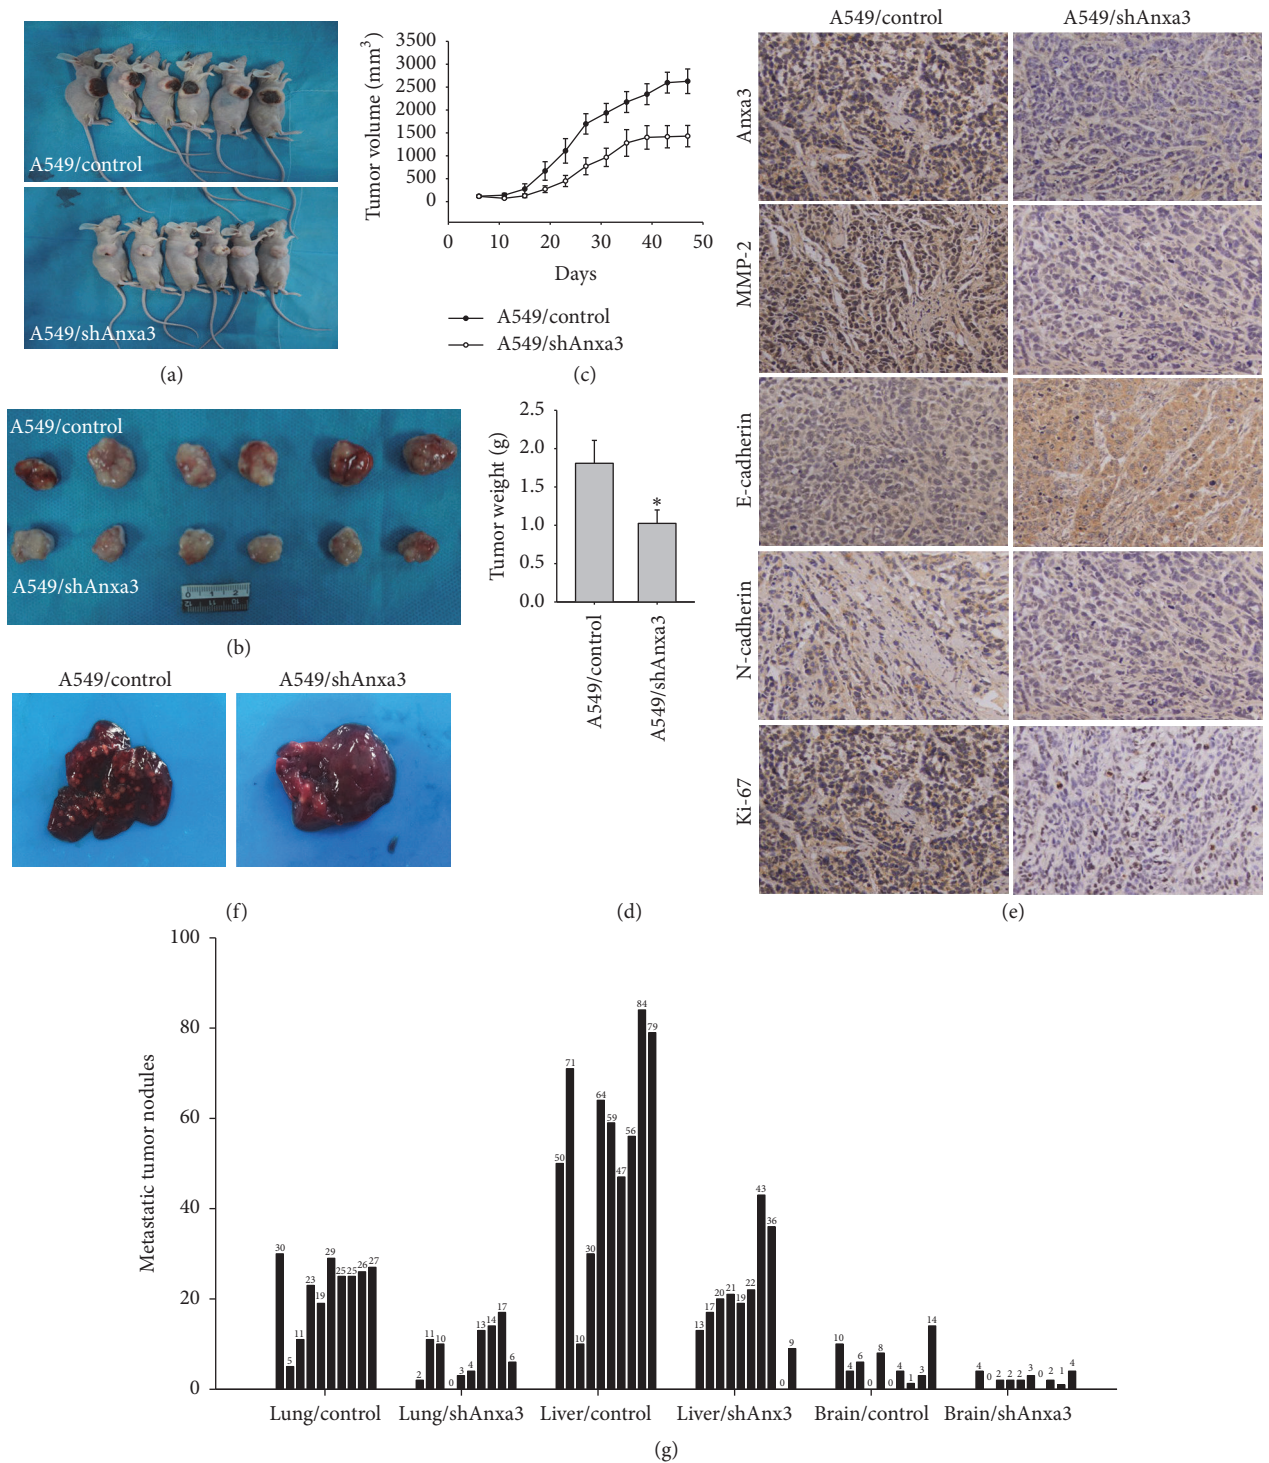 A549/control
A549/shAnxa3
(a)
A549/control
A549/shAnxa3
0 1 2
12 11 10
(b)
Tumor volume (mm³)
3500
3000
2500
2000
1500
1000
500
0
0 10 20 30 40 50
Days
A549/control
A549/shAnxa3
(c)
Tumor weight (g)
2.5
2.0
1.5
1.0
0.5
0.0
*
A549/control
A549/shAnxa3
(d)
A549/control A549/shAnxa3
Anxa3
MMP-2
E-cadherin
N-cadherin
Ki-67
(e)
A549/control A549/shAnxa3
(f)
Metastatic tumor nodules
100
80
60
40
20
0
30 5 11 23 19 29 25 25 26 27
2 11 10 0 3 4 13 14 17 6
50 71 10 30 64 59 47 56 84 79
13 17 20 21 19 22 43 36 0 9
10 4 6 0 8 0 4 1 3 14
4 0 2 2 2 3 0 2 1 4
Lung/control Lung/shAnxa3 Liver/control Liver/shAnx3 Brain/control Brain/shAnxa3
(g)